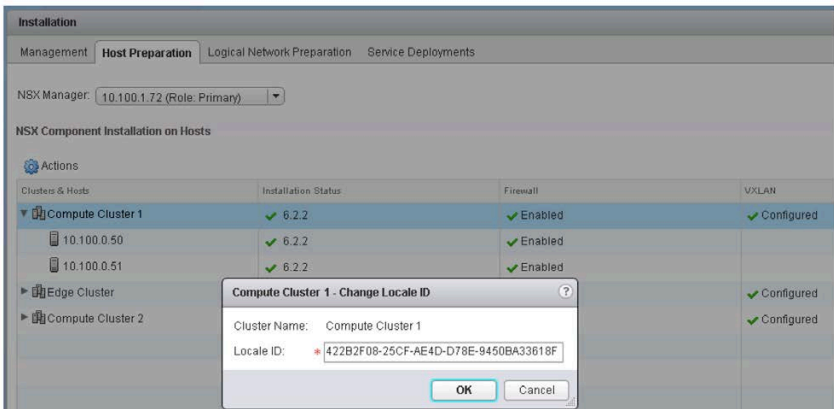 Installation
Management Host Preparation Logical Network Preparation Service Deployments
NSX Manager: 10.100.1.72 (Role: Primary)
NSX Component Installation on Hosts
Actions
Clusters & Hosts Installation Status Firewall VXLAN
Compute Cluster 1 6.2.2 Enabled Configured
10.100.0.50 6.2.2 Enabled
10.100.0.51 6.2.2 Enabled
Edge Cluster Configured
Compute Cluster 2 Configured
Compute Cluster 1 - Change Locale ID ?
Cluster Name: Compute Cluster 1
Locale ID: * 422B2F08-25CF-AE4D-D78E-9450BA33618F
OK Cancel